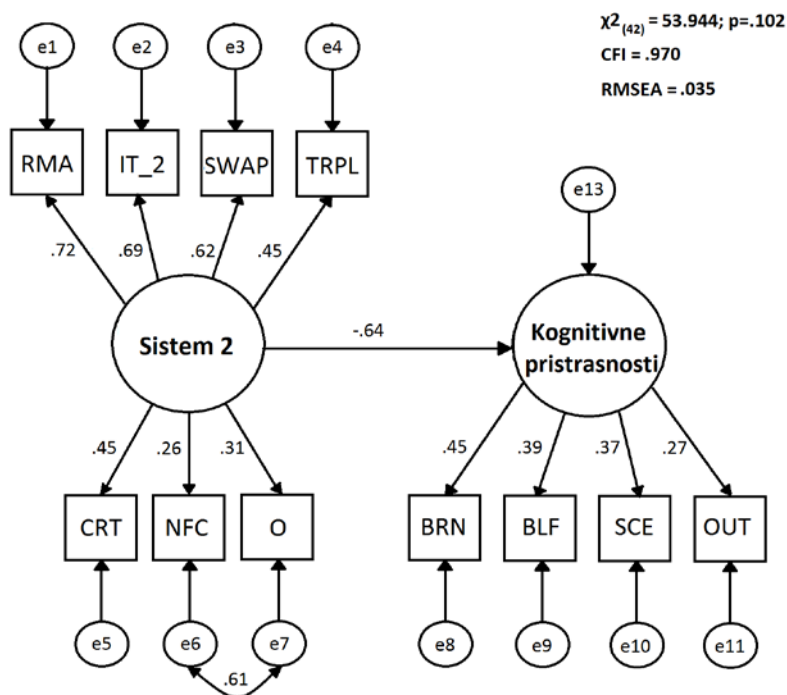 χ2(42) = 53.944; p=.102
CFI = .970
RMSEA = .035
e1 e2 e3 e4
RMA IT_2 SWAP TRPL
e13
.72 .69 .62 .45
Sistem 2
-.64
Kognitivne
pristrasnosti
.45 .26 .31
.45 .39 .37 .27
CRT NFC O
BRN BLF SCE OUT
e5 e6 e7
e8 e9 e10 e11
.61